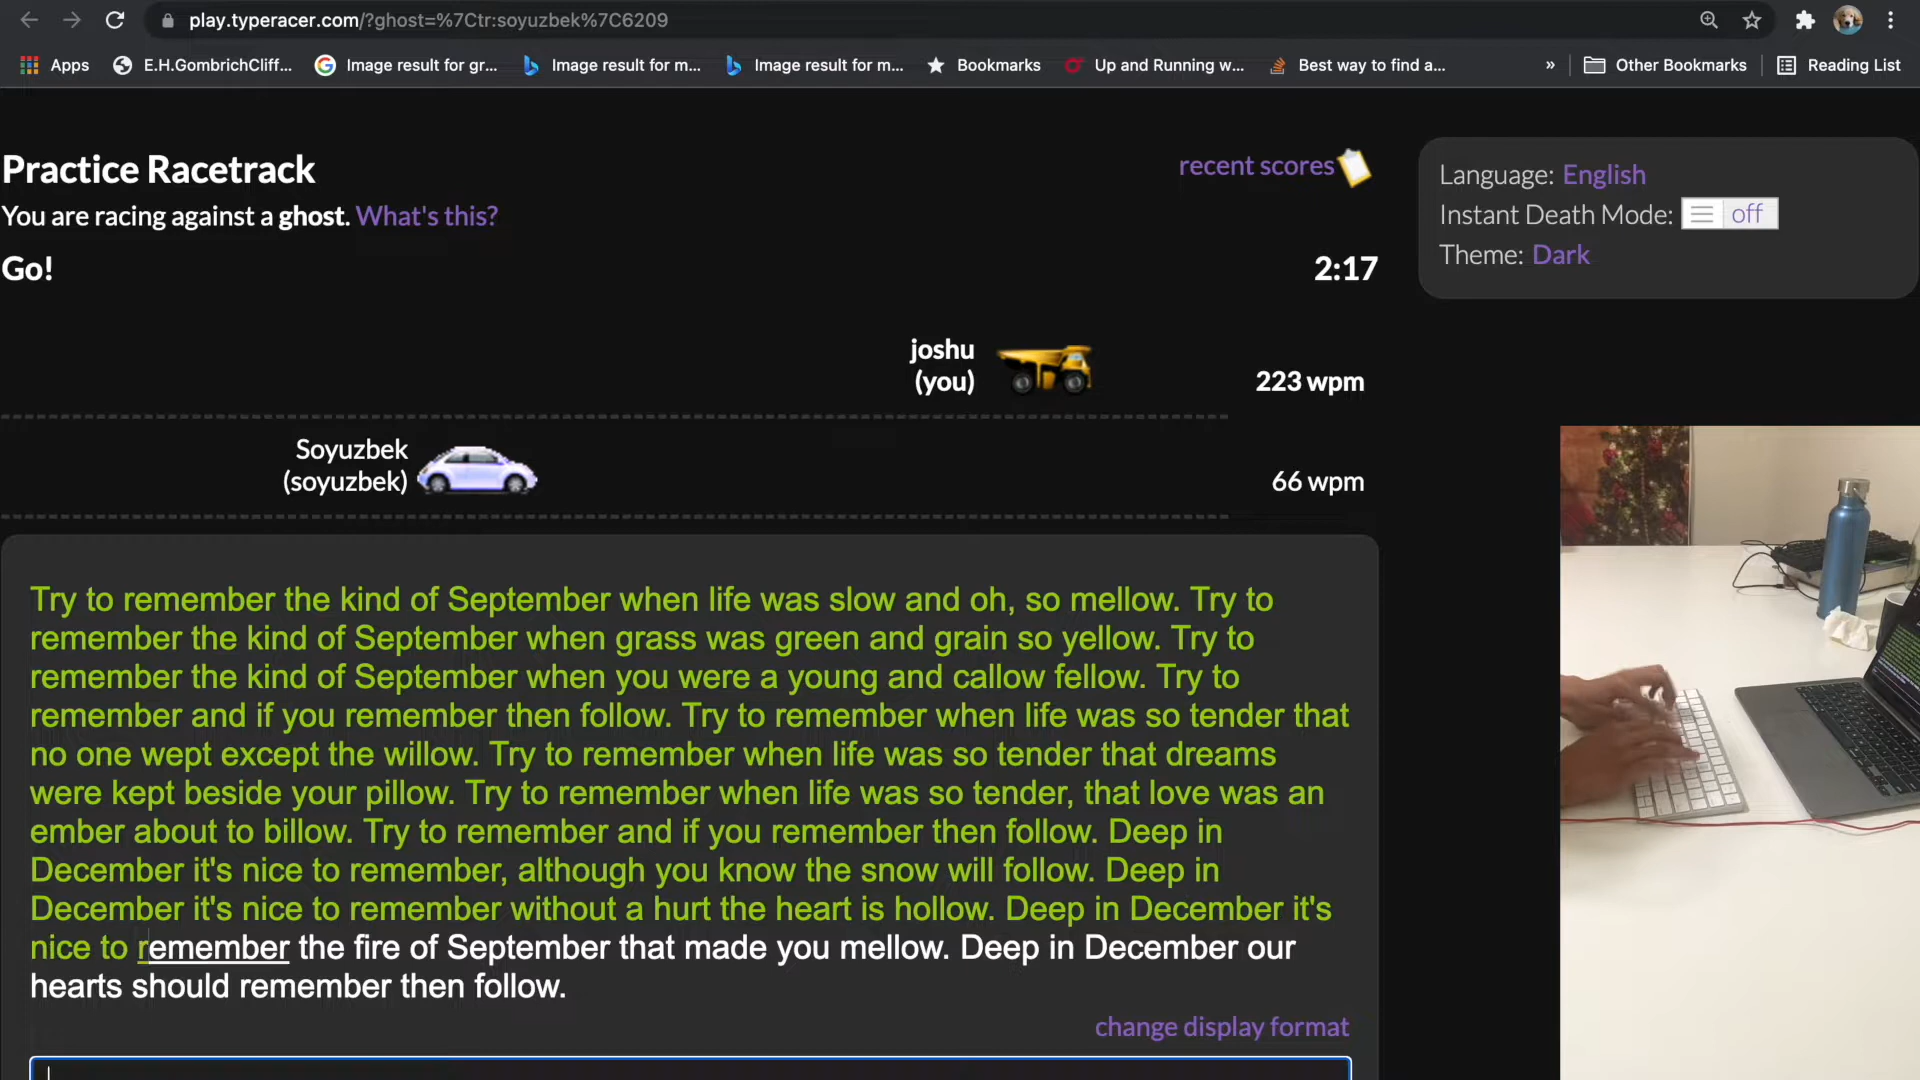 play.typeracer.com/?ghost=%7Ctr:soyuzbek%7C6209
Apps
E.H.GombrichCliff...
Image result for gr...
Image result for m...
Image result for m...
Bookmarks
Up and Running w...
Best way to find a...
»
Other Bookmarks
Reading List
Practice Racetrack
recent scores
You are racing against a ghost. What's this?
Go!
2:17
Language: English
Instant Death Mode: off
Theme: Dark
joshu
(you)
223 wpm
Soyuzbek
(soyuzbek)
66 wpm
Try to remember the kind of September when life was slow and oh, so mellow. Try to
remember the kind of September when grass was green and grain so yellow. Try to
remember the kind of September when you were a young and callow fellow. Try to
remember and if you remember then follow. Try to remember when life was so tender that
no one wept except the willow. Try to remember when life was so tender that dreams
were kept beside your pillow. Try to remember when life was so tender, that love was an
ember about to billow. Try to remember and if you remember then follow. Deep in
December it's nice to remember, although you know the snow will follow. Deep in
December it's nice to remember without a hurt the heart is hollow. Deep in December it's
nice to remember the fire of September that made you mellow. Deep in December our
hearts should remember then follow.
change display format